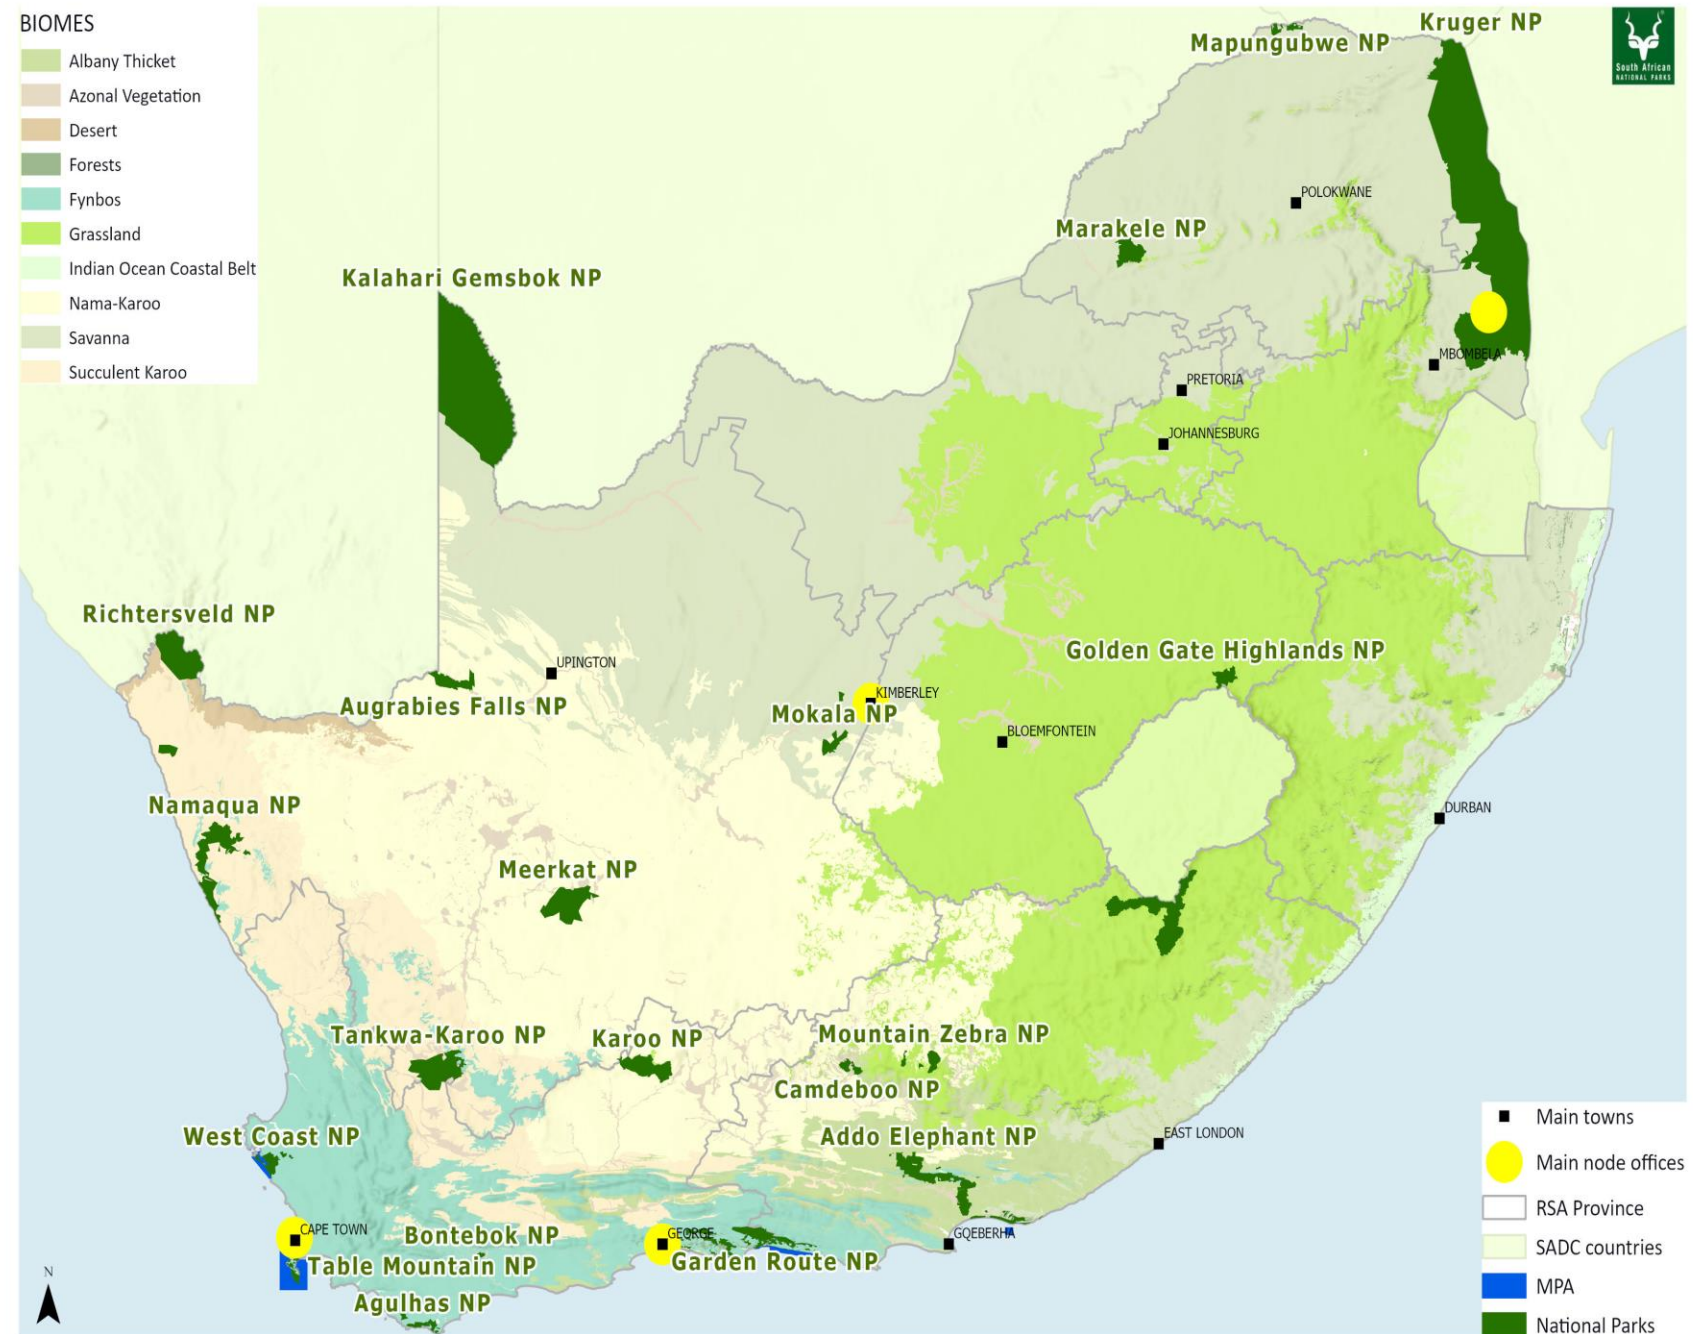 BIOMES
Albany Thicket
Azonal Vegetation
Desert
Forests
Fynbos
Grassland
Indian Ocean Coastal Belt
Nama-Karoo
Savanna
Succulent Karoo
Kruger NP
Mapungubwe NP
South African
NATIONAL PARKS
POLOKWANE
Marakele NP
Kalahari Gemsbok NP
MBOMBELA
PRETORIA
JOHANNESBURG
Richtersveld NP
UPINGTON
Golden Gate Highlands NP
Augrabies Falls NP
KIMBERLEY
Mokala NP
BLOEMFONTEIN
Namaqua NP
DURBAN
Meerkat NP
Tankwa-Karoo NP
Karoo NP
Mountain Zebra NP
Camdeboo NP
West Coast NP
Addo Elephant NP
EAST LONDON
CAPE TOWN
Bontebok NP
GEORGE
GQEBERHA
Table Mountain NP
Garden Route NP
Agulhas NP
N
Main towns
Main node offices
RSA Province
SADC countries
MPA
National Parks